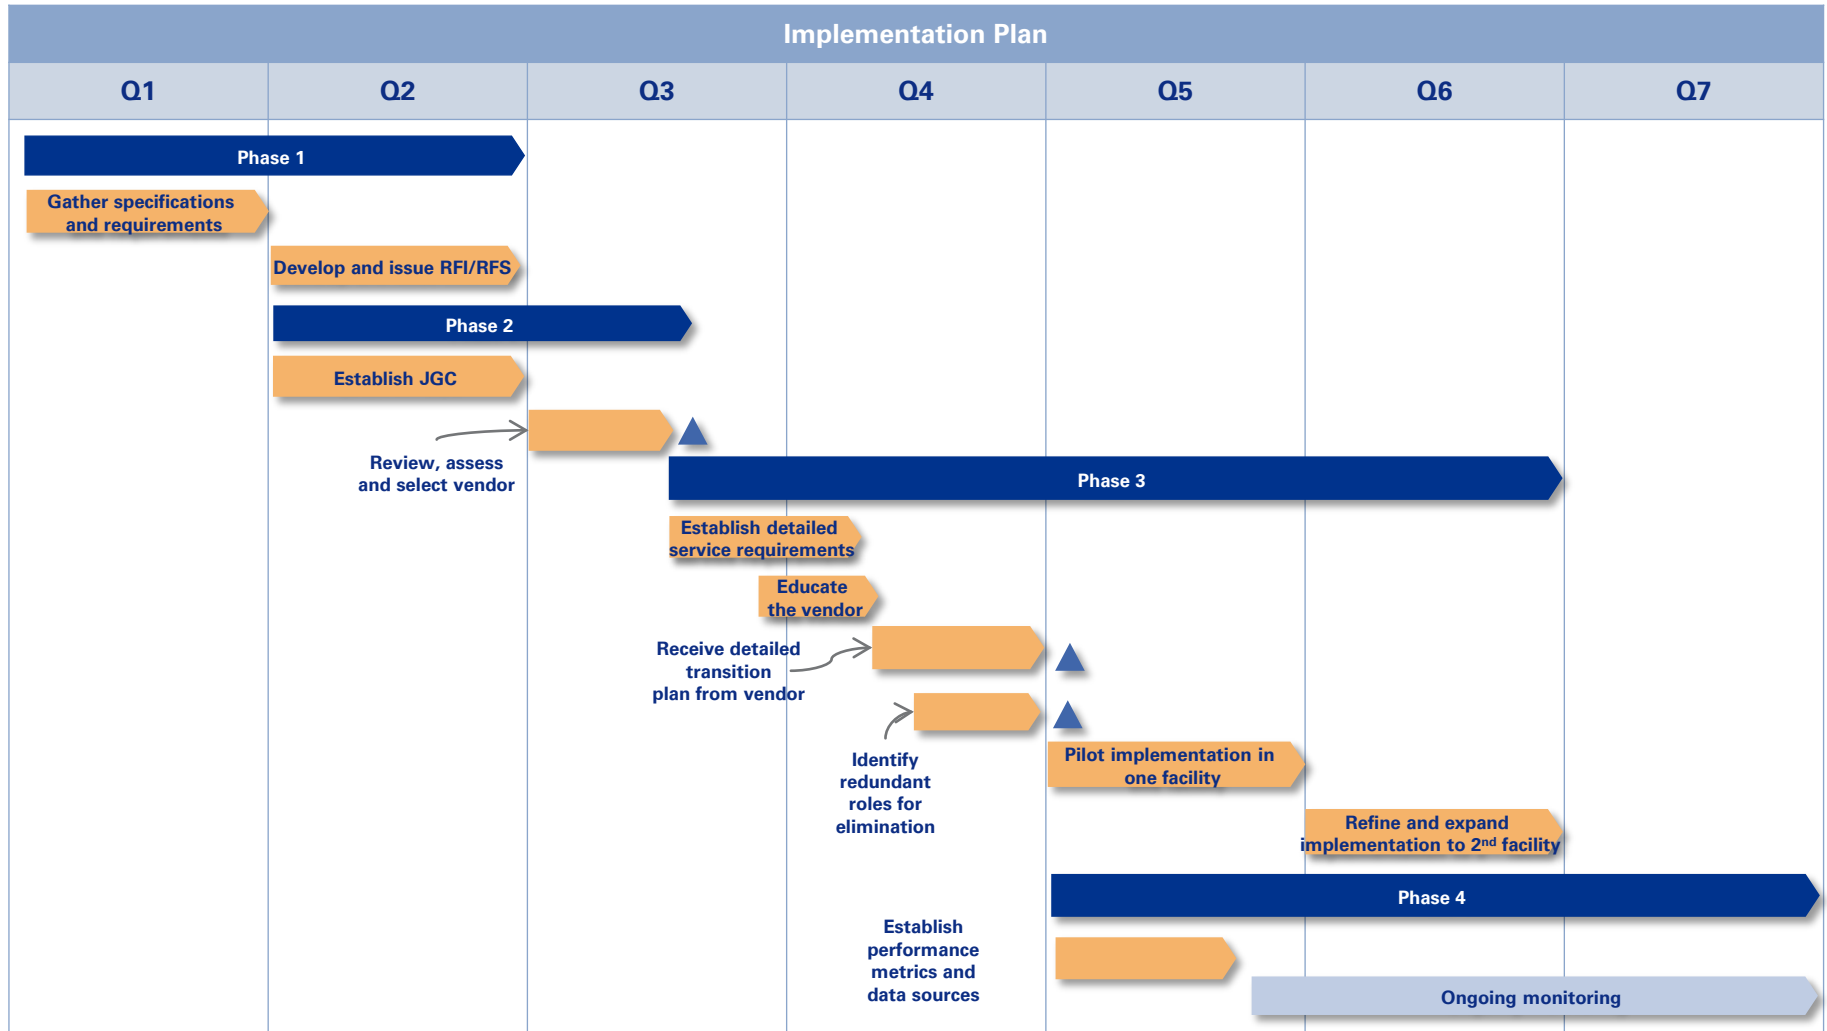 Implementation Plan
Q1 Q2 Q3 Q4 Q5 Q6 Q7
Phase 1
Gather specifications
and requirements
Develop and issue RFI/RFS
Phase 2
Establish JGC
Review, assess
and select vendor
Phase 3
Establish detailed
service requirements
Educate
the vendor
Receive detailed
transition
plan from vendor
Identify
redundant
roles for
elimination
Pilot implementation in
one facility
Refine and expand
implementation to 2nd facility
Phase 4
Establish
performance
metrics and
data sources
Ongoing monitoring